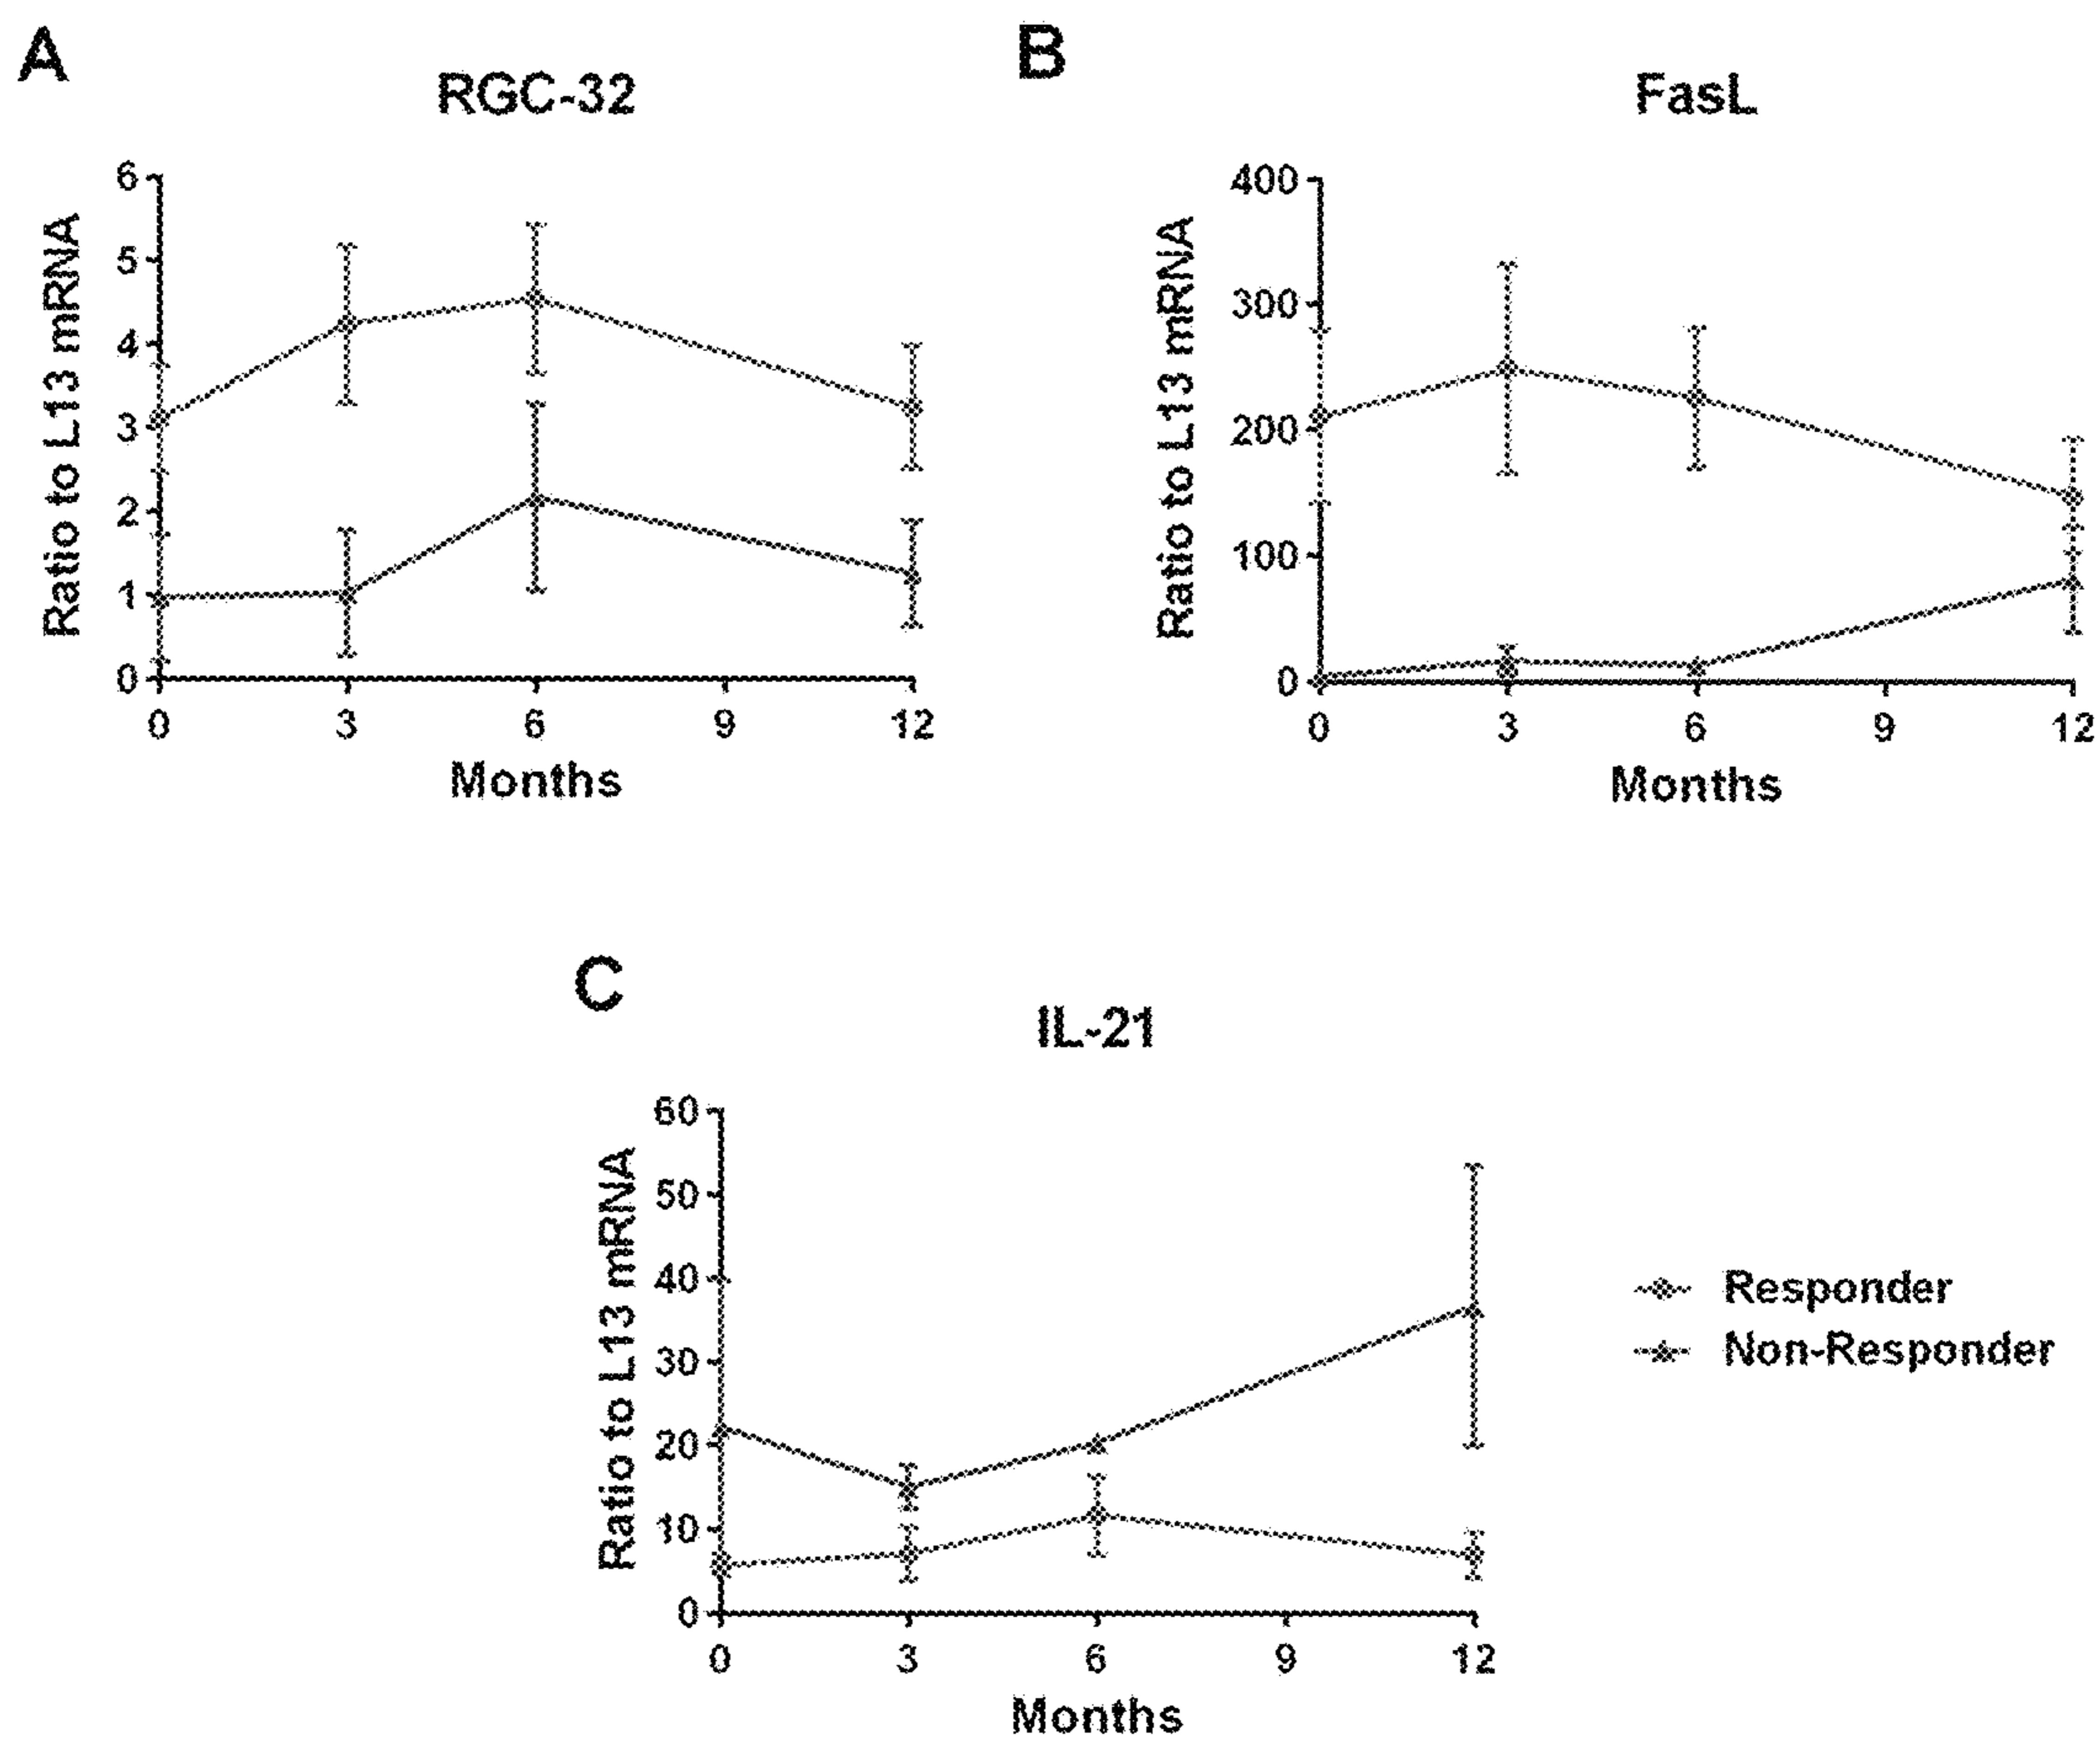 A
RGC-32
Ratio to L13 mRNA
6
5
4
3
2
1
0
0 3 6 9 12
Months
B
FasL
Ratio to L13 mRNA
400
300
200
100
0
0 3 6 9 12
Months
C
IL-21
Ratio to L13 mRNA
60
50
40
30
20
10
0
0 3 6 9 12
Months
Responder
Non-Responder